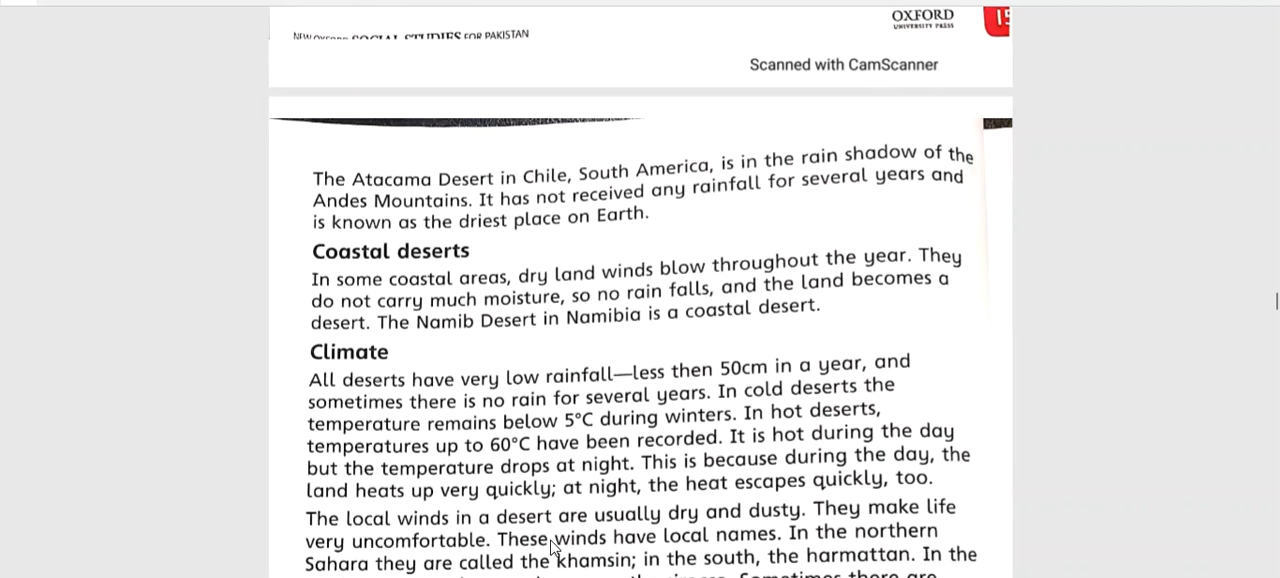 OXFORD
UNIVERSITY PRESS
SOCIAL STUDIES FOR PAKISTAN
Scanned with CamScanner
The Atacama Desert in Chile, South America, is in the rain shadow of the
Andes Mountains. It has not received any rainfall for several years and
is known as the driest place on Earth.
Coastal deserts
In some coastal areas, dry land winds blow throughout the year. They
do not carry much moisture, so no rain falls, and the land becomes a
desert. The Namib Desert in Namibia is a coastal desert.
Climate
All deserts have very low rainfall—less then 50cm in a year, and
sometimes there is no rain for several years. In cold deserts the
temperature remains below 5°C during winters. In hot deserts,
temperatures up to 60°C have been recorded. It is hot during the day
but the temperature drops at night. This is because during the day, the
land heats up very quickly; at night, the heat escapes quickly, too.
The local winds in a desert are usually dry and dusty. They make life
very uncomfortable. These winds have local names. In the northern
Sahara they are called the khamsin; in the south, the harmattan. In the